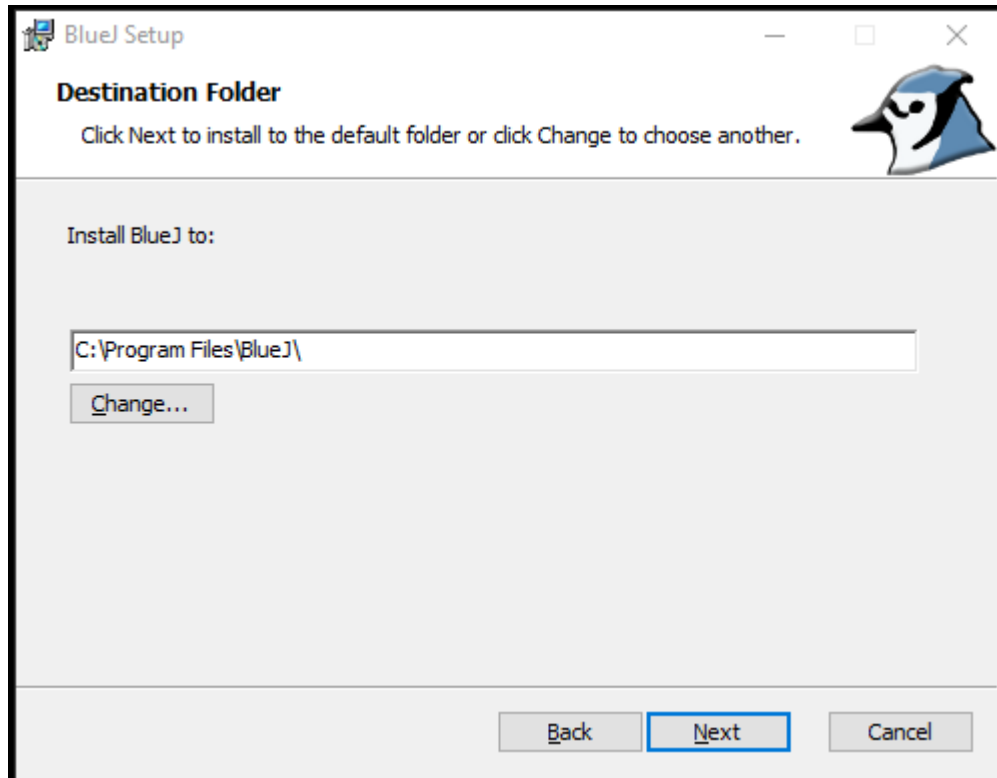 BlueJ Setup
Destination Folder
Click Next to install to the default folder or click Change to choose another.
Install BlueJ to:
C:\Program Files\BlueJ\
Change...
Back Next Cancel